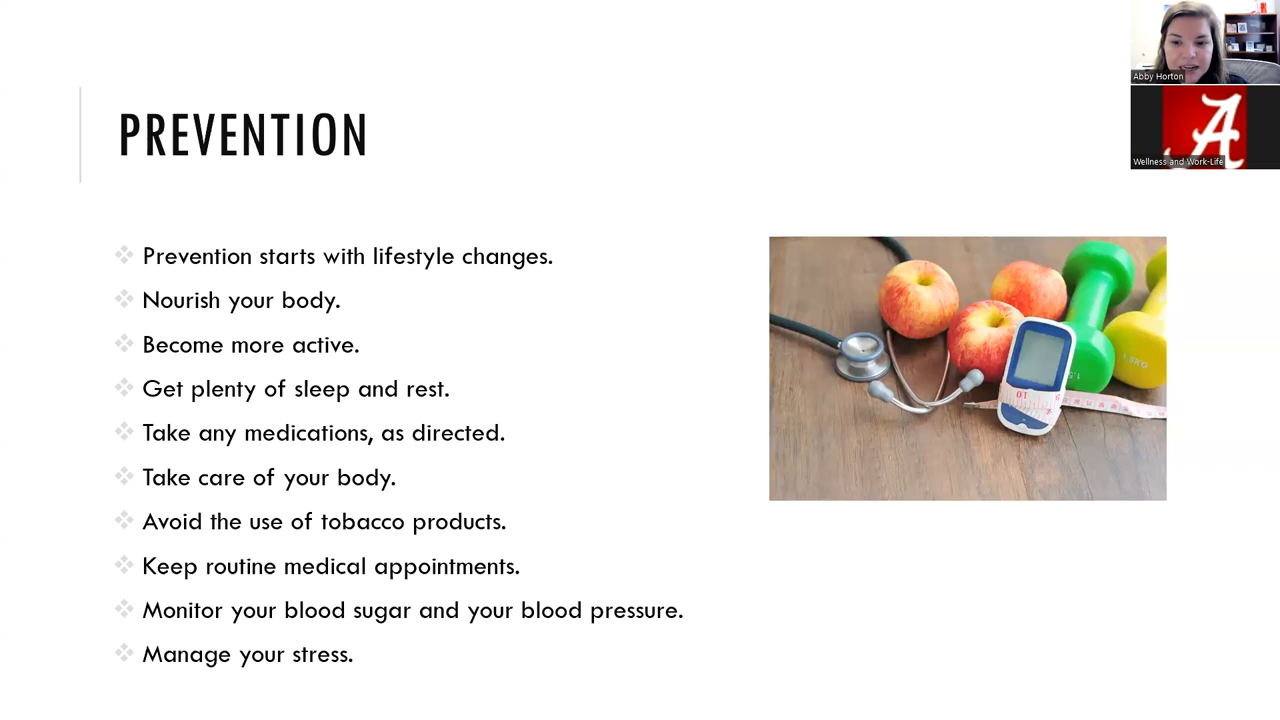 Abby Horton
A
Wellness and Work-Life
PREVENTION
Prevention starts with lifestyle changes.
Nourish your body.
Become more active.
Get plenty of sleep and rest.
Take any medications, as directed.
Take care of your body.
Avoid the use of tobacco products.
Keep routine medical appointments.
Monitor your blood sugar and your blood pressure.
Manage your stress.